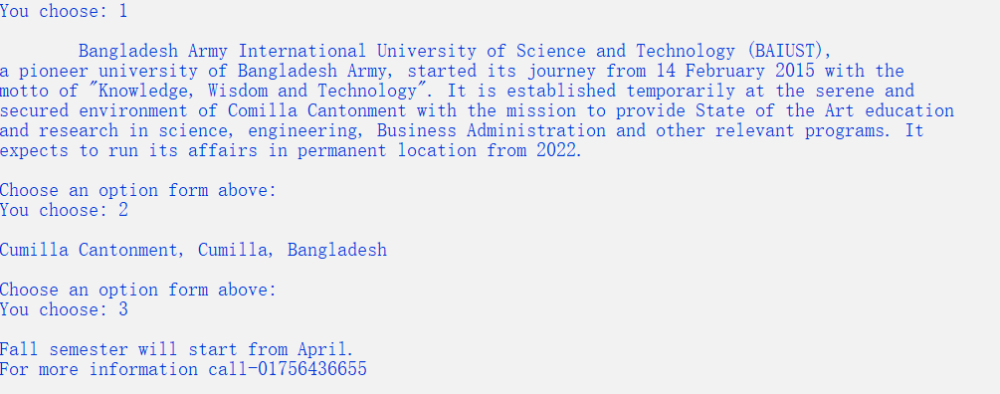 You choose: 1
Bangladesh Army International University of Science and Technology (BAIUST),
a pioneer university of Bangladesh Army, started its journey from 14 February 2015 with the
motto of "Knowledge, Wisdom and Technology". It is established temporarily at the serene and
secured environment of Comilla Cantonment with the mission to provide State of the Art education
and research in science, engineering, Business Administration and other relevant programs. It
expects to run its affairs in permanent location from 2022.
Choose an option form above:
You choose: 2
Cumilla Cantonment, Cumilla, Bangladesh
Choose an option form above:
You choose: 3
Fall semester will start from April.
For more information call-01756436655